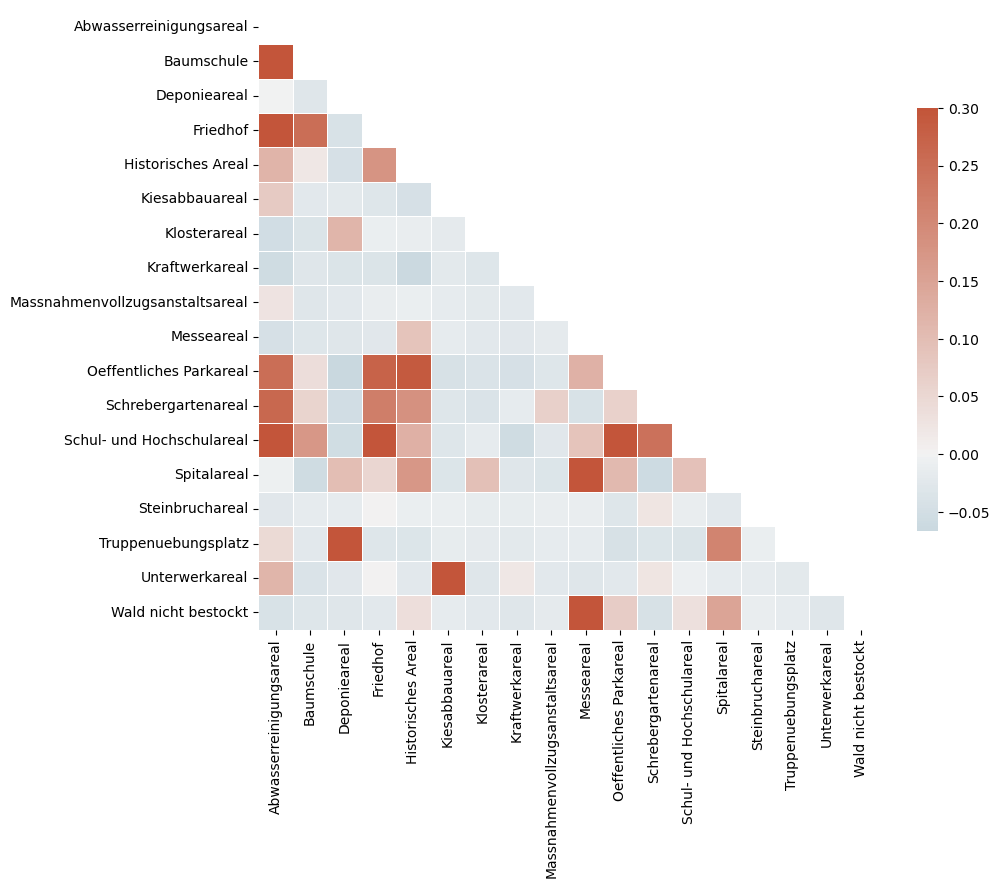 Abwasserreinigungsareal
Baumschule
Deponieareal
Friedhof
Historisches Areal
Kiesabbauareal
Klosterareal
Kraftwerkareal
Massnahmenvollzugsanstaltsareal
Messeareal
Oeffentliches Parkareal
Schrebergartenareal
Schul- und Hochschulareal
Spitalareal
Steinbruchareal
Truppenuebungsplatz
Unterwerkareal
Wald nicht bestockt
Abwasserreinigungsareal
Baumschule
Deponieareal
Friedhof
Historisches Areal
Kiesabbauareal
Klosterareal
Kraftwerkareal
Massnahmenvollzugsanstaltsareal
Messeareal
Oeffentliches Parkareal
Schrebergartenareal
Schul- und Hochschulareal
Spitalareal
Steinbruchareal
Truppenuebungsplatz
Unterwerkareal
Wald nicht bestockt
0.30
0.25
0.20
0.15
0.10
0.05
0.00
−0.05